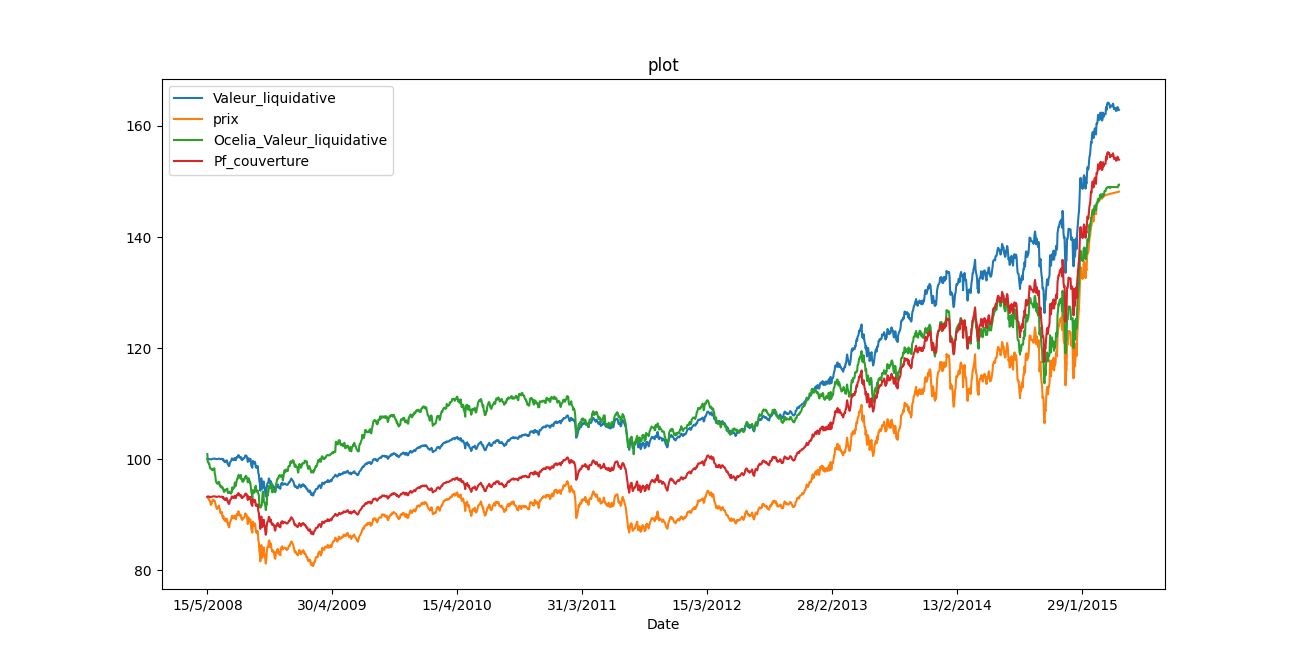 plot
Valeur_liquidative
prix
Ocelia_Valeur_liquidative
Pf_couverture
160
140
120
100
80
15/5/2008 30/4/2009 15/4/2010 31/3/2011 15/3/2012 28/2/2013 13/2/2014 29/1/2015
Date